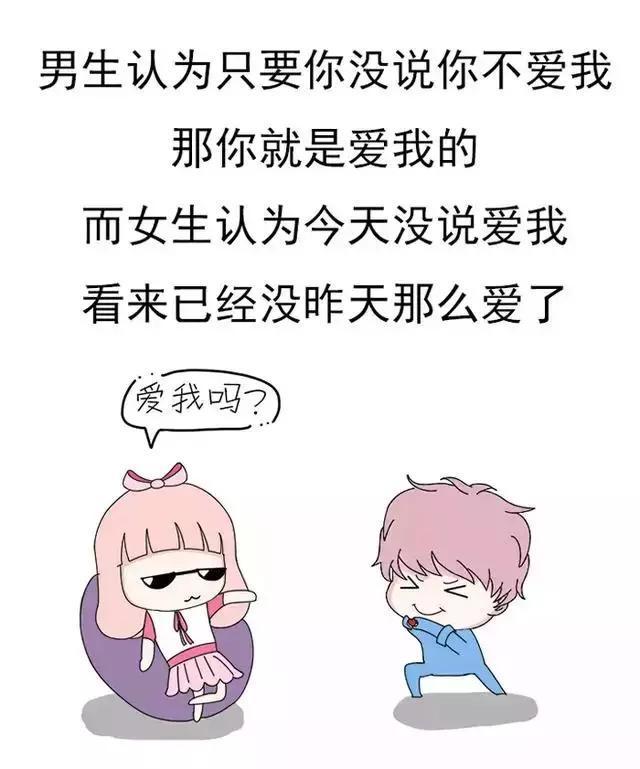 男生认为只要你没说你不爱我
那你就是爱我的
而女生认为今天没说爱我
看来已经没昨天那么爱了
爱我吗?